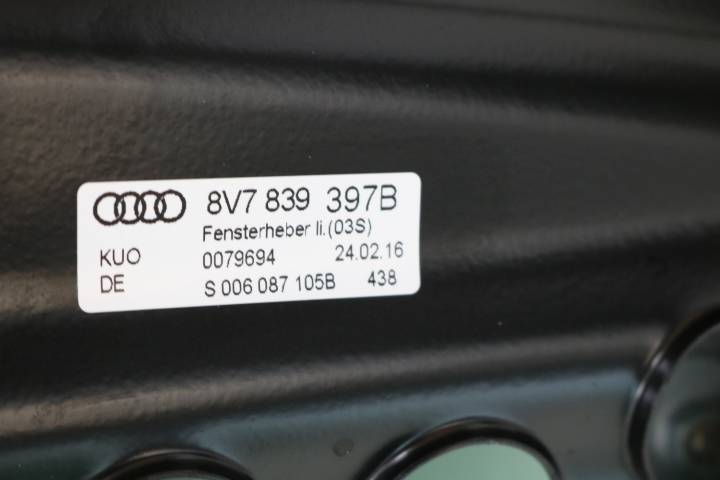 8V7 839 397B
Fensterheber li.(03S)
KUO 0079694 24.02.16
DE S 006 087 105B 438